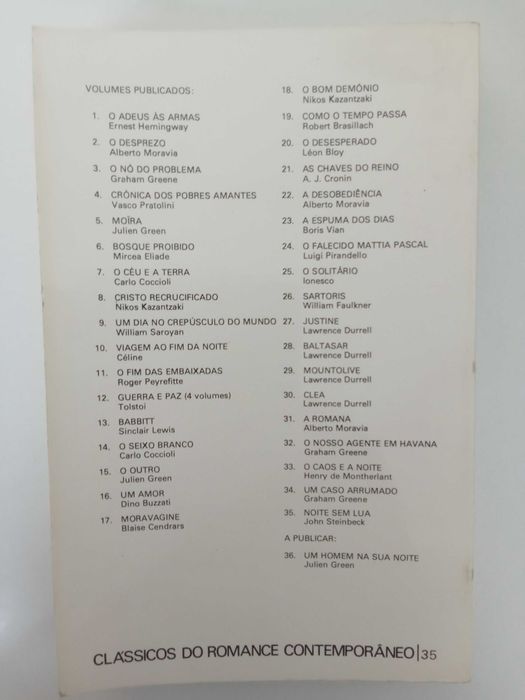 VOLUMES PUBLICADOS:
1. O ADEUS ÀS ARMAS
Ernest Hemingway
2. O DESPREZO
Alberto Moravia
3. O NÓ DO PROBLEMA
Graham Greene
4. CRÓNICA DOS POBRES AMANTES
Vasco Pratolini
5. MOÏRA
Julien Green
6. BOSQUE PROIBIDO
Mircea Eliade
7. O CÉU E A TERRA
Carlo Coccioli
8. CRISTO RECRUCIFICADO
Nikos Kazantzaki
9. UM DIA NO CREPÚSCULO DO MUNDO
William Saroyan
10. VIAGEM AO FIM DA NOITE
Céline
11. O FIM DAS EMBAIXADAS
Roger Peyrefitte
12. GUERRA E PAZ (4 volumes)
Tolstoi
13. BABBITT
Sinclair Lewis
14. O SEIXO BRANCO
Carlo Coccioli
15. O OUTRO
Julien Green
16. UM AMOR
Dino Buzzati
17. MORAVAGINE
Blaise Cendrars
18. O BOM DEMÓNIO
Nikos Kazantzaki
19. COMO O TEMPO PASSA
Robert Brasillach
20. O DESESPERADO
Léon Bloy
21. AS CHAVES DO REINO
A. J. Cronin
22. A DESOBEDIÊNCIA
Alberto Moravia
23. A ESPUMA DOS DIAS
Boris Vian
24. O FALECIDO MATTIA PASCAL
Luigi Pirandello
25. O SOLITÁRIO
Ionesco
26. SARTORIS
William Faulkner
27. JUSTINE
Lawrence Durrell
28. BALTASAR
Lawrence Durrell
29. MOUNTOLIVE
Lawrence Durrell
30. CLEA
Lawrence Durrell
31. A ROMANA
Alberto Moravia
32. O NOSSO AGENTE EM HAVANA
Graham Greene
33. O CAOS E A NOITE
Henry de Montherlant
34. UM CASO ARRUMADO
Graham Greene
35. NOITE SEM LUA
John Steinbeck
A PUBLICAR:
36. UM HOMEM NA SUA NOITE
Julien Green
CLÁSSICOS DO ROMANCE CONTEMPORÂNEO|35